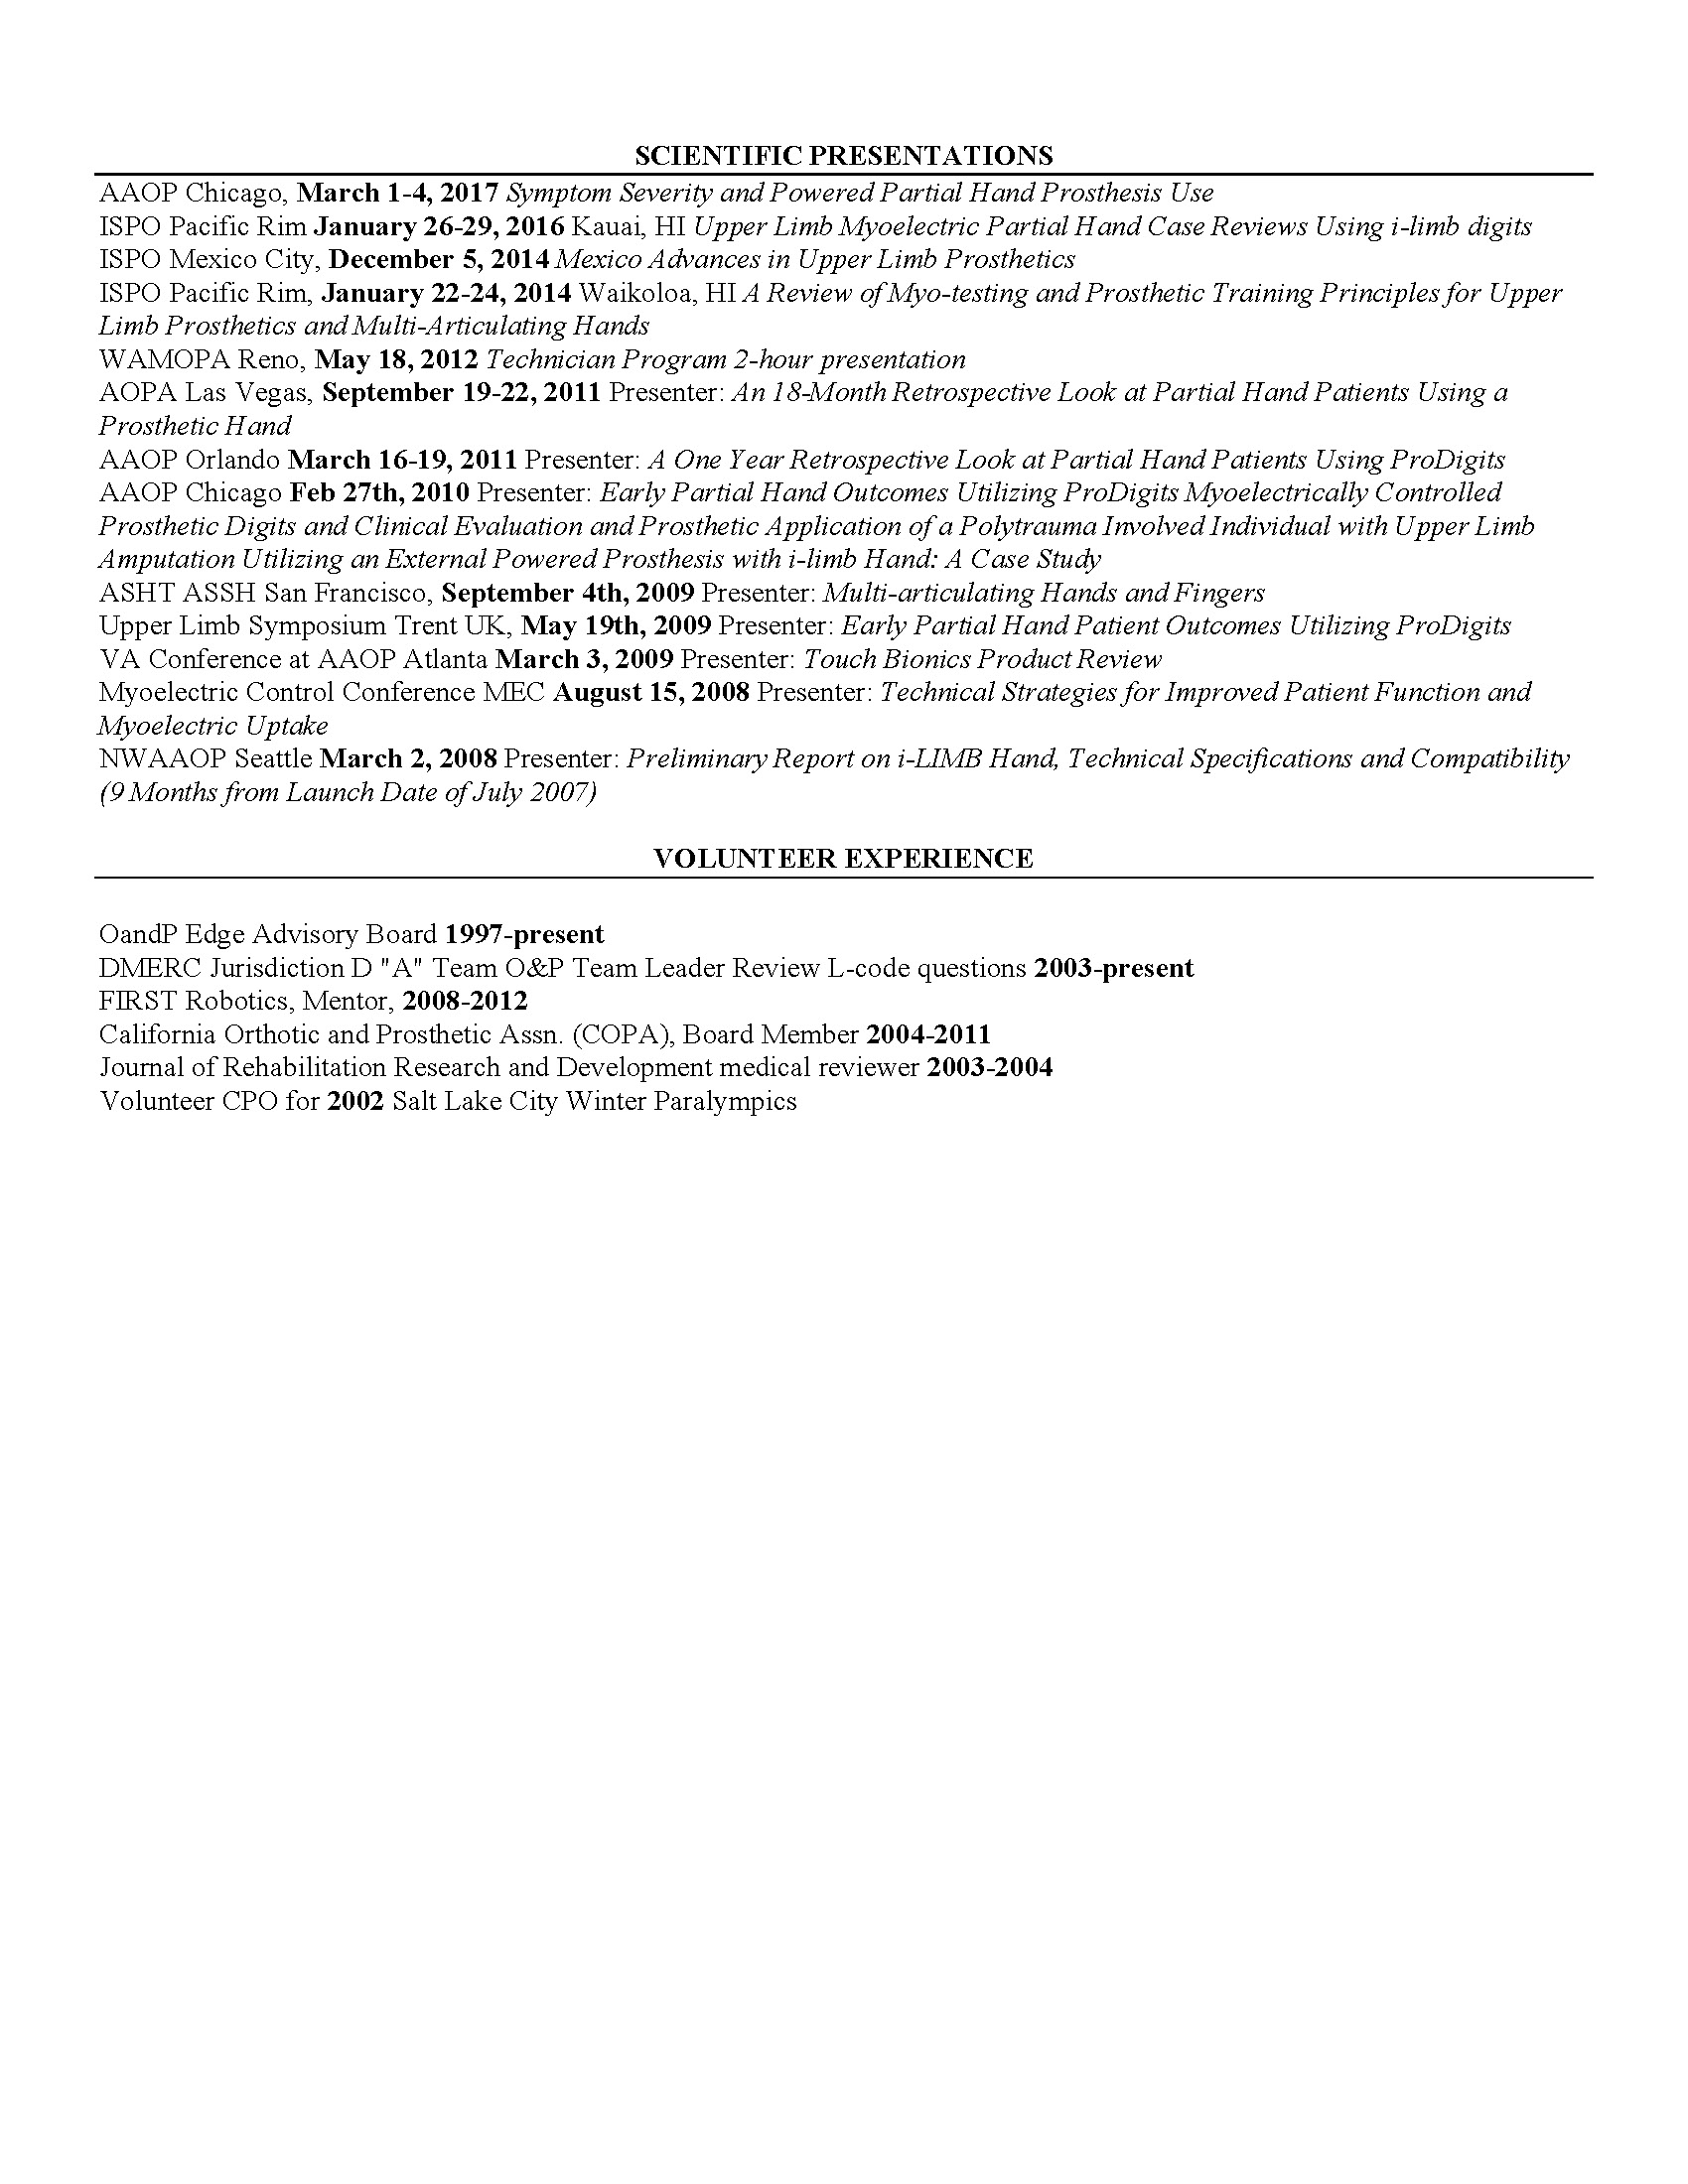 SCIENTIFIC PRESENTATIONS
AAOP Chicago, March 1-4, 2017 Symptom Severity and Powered Partial Hand Prosthesis Use
ISPO Pacific Rim January 26-29, 2016 Kauai, HI Upper Limb Myoelectric Partial Hand Case Reviews Using i-limb digits
ISPO Mexico City, December 5, 2014 Mexico Advances in Upper Limb Prosthetics
ISPO Pacific Rim, January 22-24, 2014 Waikoloa, HI A Review of Myo-testing and Prosthetic Training Principles for Upper
Limb Prosthetics and Multi-Articulating Hands
WAMOPA Reno, May 18, 2012 Technician Program 2-hour presentation
AOPA Las Vegas, September 19-22, 2011 Presenter: An 18-Month Retrospective Look at Partial Hand Patients Using a
Prosthetic Hand
AAOP Orlando March 16-19, 2011 Presenter: A One Year Retrospective Look at Partial Hand Patients Using ProDigits
AAOP Chicago Feb 27th, 2010 Presenter: Early Partial Hand Outcomes Utilizing ProDigits Myoelectrically Controlled
Prosthetic Digits and Clinical Evaluation and Prosthetic Application of a Polytrauma Involved Individual with Upper Limb
Amputation Utilizing an External Powered Prosthesis with i-limb Hand: A Case Study
ASHT ASSH San Francisco, September 4th, 2009 Presenter: Multi-articulating Hands and Fingers
Upper Limb Symposium Trent UK, May 19th, 2009 Presenter: Early Partial Hand Patient Outcomes Utilizing ProDigits
VA Conference at AAOP Atlanta March 3, 2009 Presenter: Touch Bionics Product Review
Myoelectric Control Conference MEC August 15, 2008 Presenter: Technical Strategies for Improved Patient Function and
Myoelectric Uptake
NWAAOP Seattle March 2, 2008 Presenter: Preliminary Report on i-LIMB Hand, Technical Specifications and Compatibility
(9 Months from Launch Date of July 2007)
VOLUNTEER EXPERIENCE
OandP Edge Advisory Board 1997-present
DMERC Jurisdiction D "A" Team O&P Team Leader Review L-code questions 2003-present
FIRST Robotics, Mentor, 2008-2012
California Orthotic and Prosthetic Assn. (COPA), Board Member 2004-2011
Journal of Rehabilitation Research and Development medical reviewer 2003-2004
Volunteer CPO for 2002 Salt Lake City Winter Paralympics